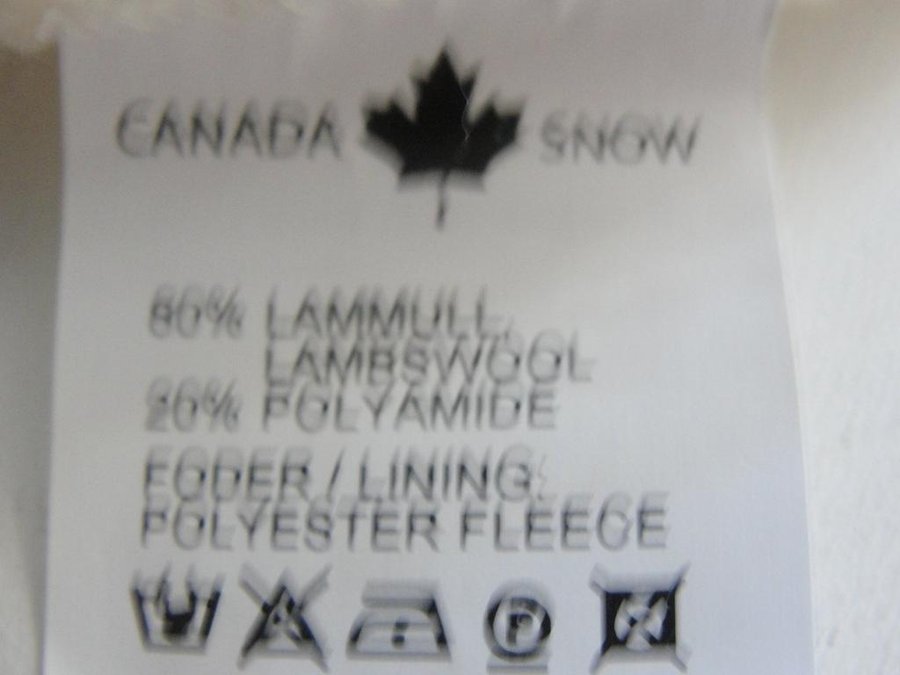 CANADA SNOW
80% LAMMULL,
LAMBSWOOL
20% POLYAMIDE
FODER / LINING:
POLYESTER FLEECE
P